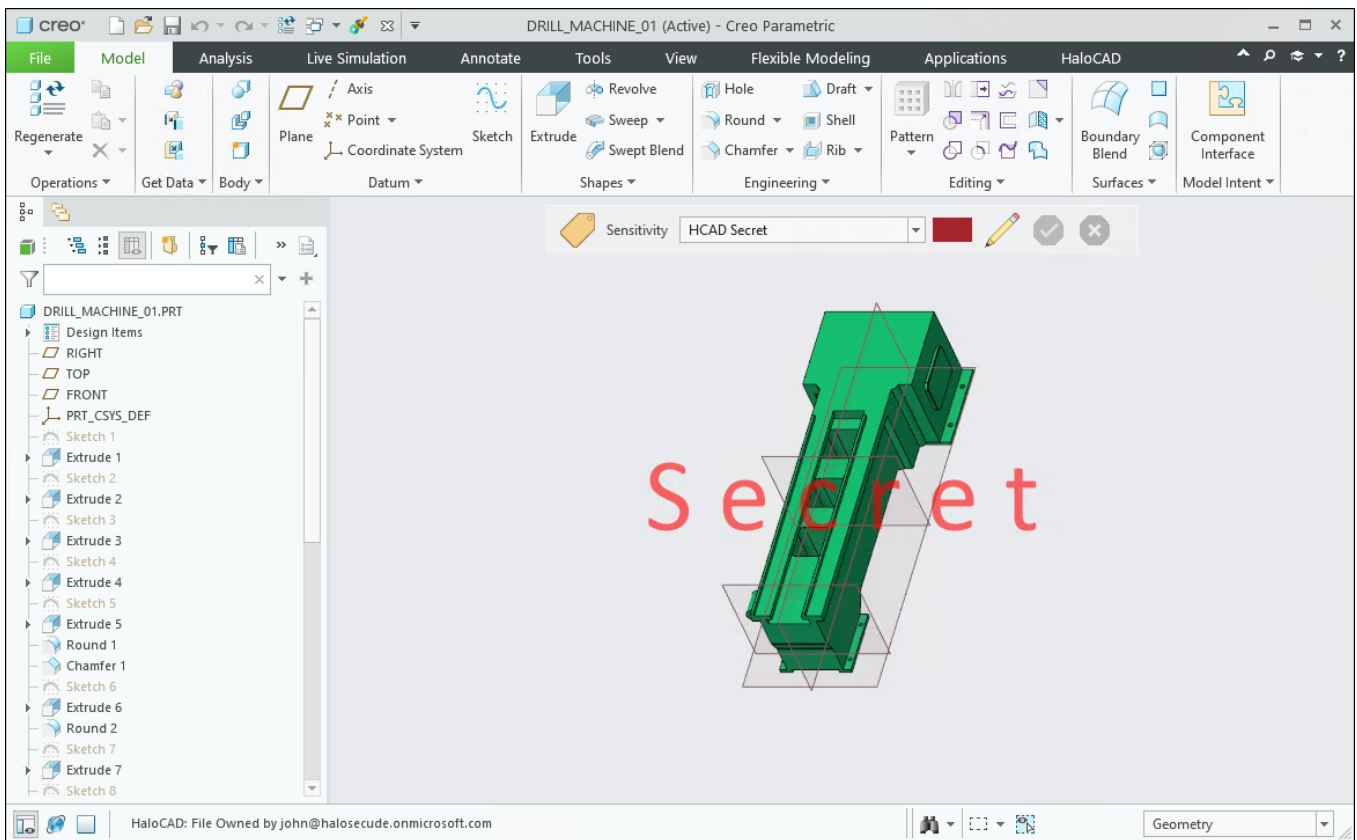 creo·
DRILL_MACHINE_01 (Active) - Creo Parametric
File Model Analysis Live Simulation Annotate Tools View Flexible Modeling Applications HaloCAD
Regenerate
Operations
Get Data
Body
Plane
Axis
Point
Coordinate System
Sketch
Datum
Extrude
Revolve
Sweep
Swept Blend
Shapes
Hole
Draft
Round
Shell
Chamfer
Rib
Engineering
Pattern
Editing
Boundary
Blend
Surfaces
Component
Interface
Model Intent
Sensitivity HCAD Secret
DRILL_MACHINE_01.PRT
Design Items
RIGHT
TOP
FRONT
PRT_CSYS_DEF
Sketch 1
Extrude 1
Sketch 2
Extrude 2
Sketch 3
Extrude 3
Sketch 4
Extrude 4
Sketch 5
Extrude 5
Round 1
Chamfer 1
Sketch 6
Extrude 6
Round 2
Sketch 7
Extrude 7
Sketch 8
Secret
HaloCAD: File Owned by john@halosecude.onmicrosoft.com
Geometry